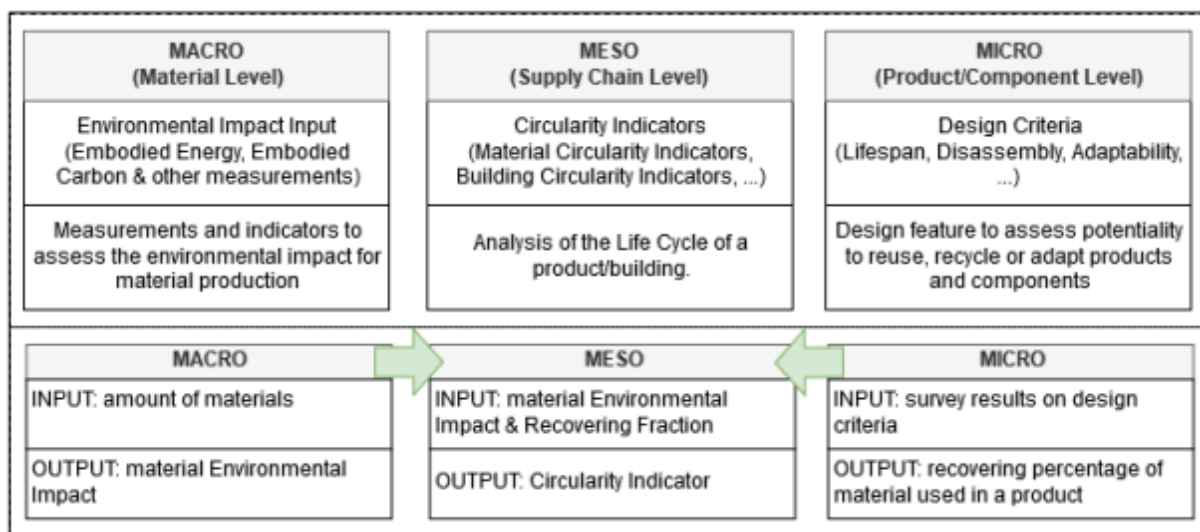 MACRO
(Material Level)
Environmental Impact Input
(Embodied Energy, Embodied
Carbon & other measurements)
Measurements and indicators to
assess the environmental impact for
material production
MESO
(Supply Chain Level)
Circularity Indicators
(Material Circularity Indicators,
Building Circularity Indicators, ...)
Analysis of the Life Cycle of a
product/building.
MICRO
(Product/Component Level)
Design Criteria
(Lifespan, Disassembly, Adaptability,
...)
Design feature to assess potentiality
to reuse, recycle or adapt products
and components
MACRO
INPUT: amount of materials
OUTPUT: material Environmental
Impact
MESO
INPUT: material Environmental
Impact & Recovering Fraction
OUTPUT: Circularity Indicator
MICRO
INPUT: survey results on design
criteria
OUTPUT: recovering percentage of
material used in a product